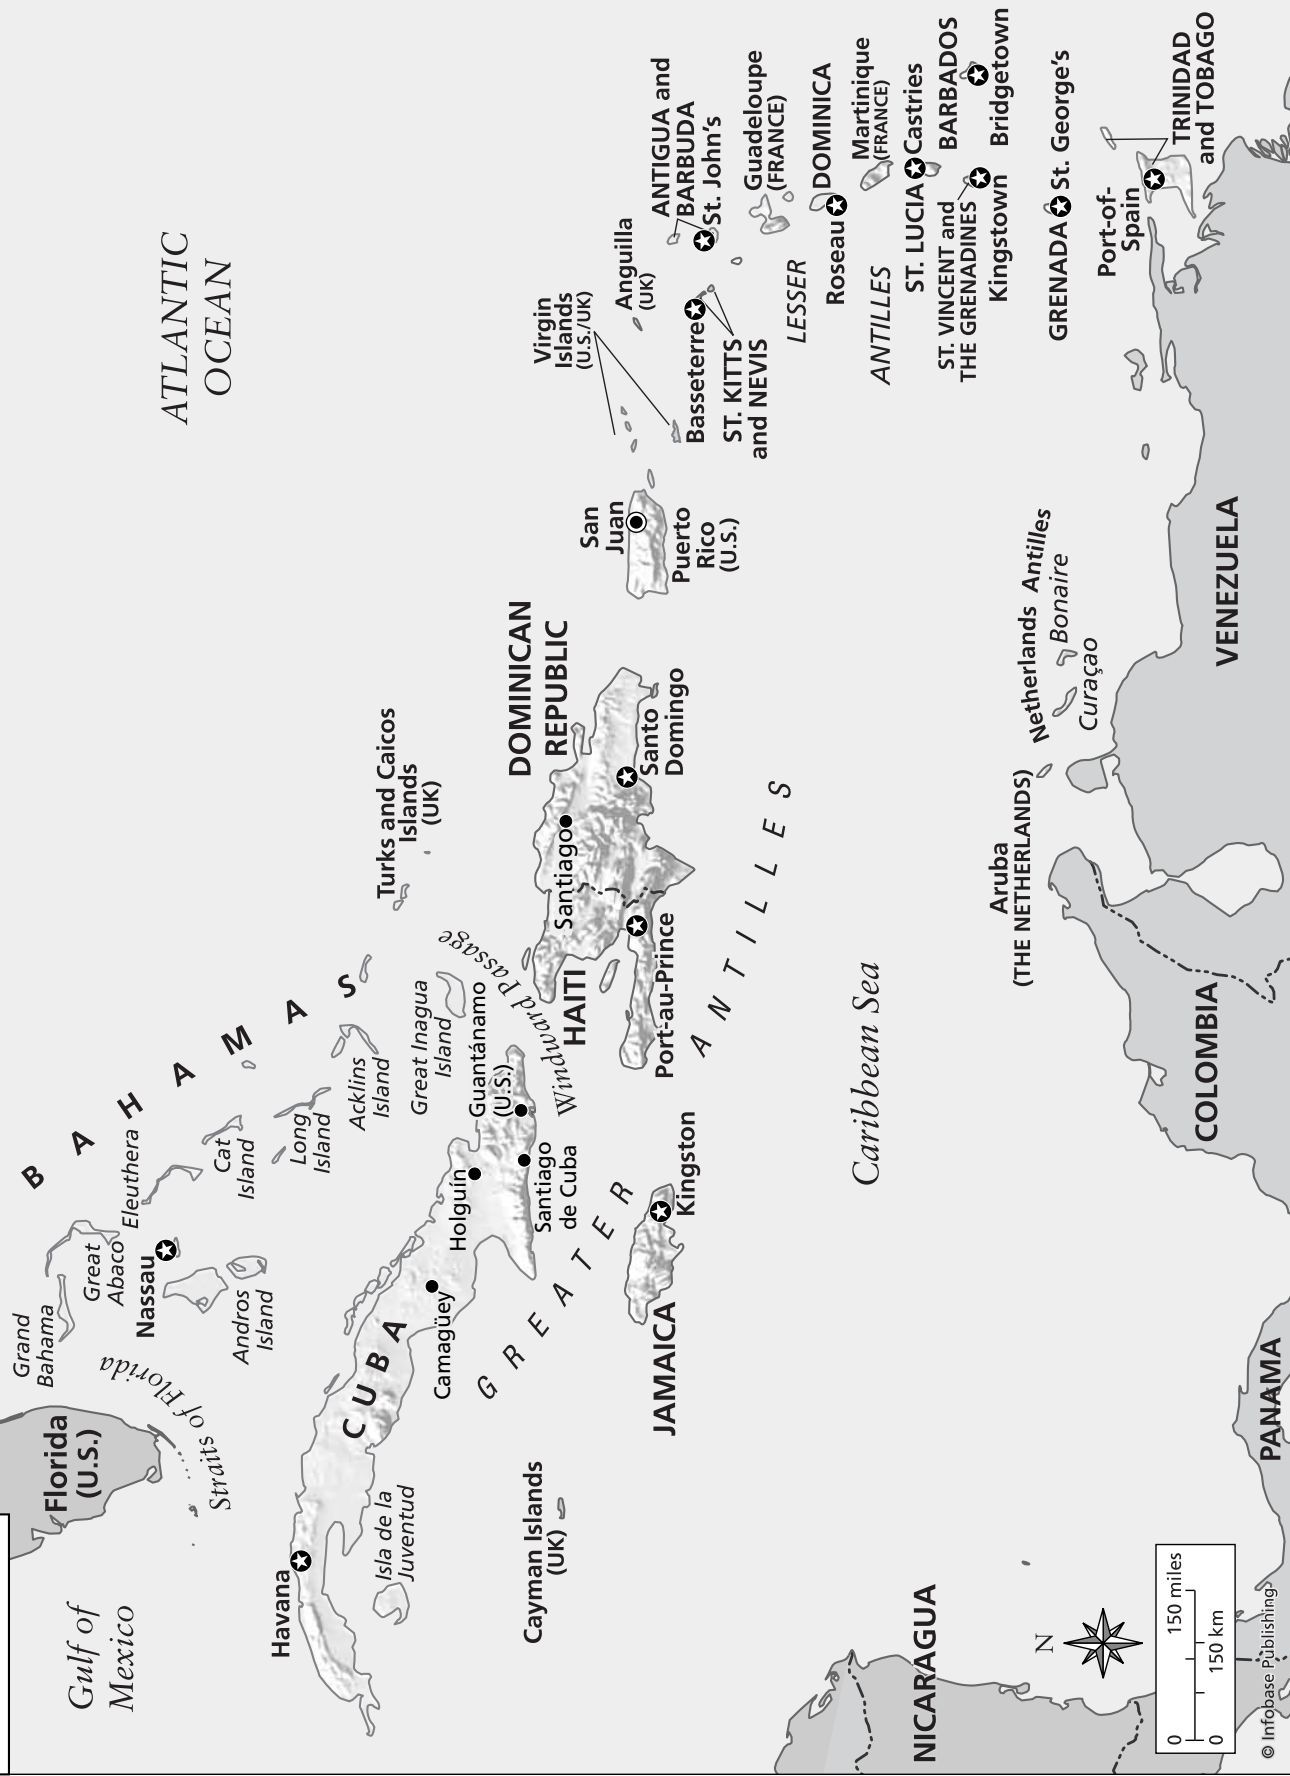 ATLANTIC
OCEAN
Gulf of
Mexico
Florida
(U.S.)
Straits of Florida
B A H A M A S
Grand
Bahama
Great
Abaco
Nassau
Eleuthera
Andros
Island
Cat
Island
Long
Island
Acklins
Island
Great Inagua
Island
Turks and Caicos
Islands
(UK)
Havana
CUBA
Isla de la
Juventud
Camagüey
Holguín
Santiago
de Cuba
Guantánamo
(U.S.)
Windward Passage
Cayman Islands
(UK)
JAMAICA
Kingston
HAITI
Port-au-Prince
DOMINICAN
REPUBLIC
Santiago
Santo
Domingo
San
Juan
Puerto
Rico
(U.S.)
GREATER
ANTILLES
Virgin
Islands
(U.S./UK)
Anguilla
(UK)
ANTIGUA and
BARBUDA
St. John's
Basseterre
ST. KITTS
and NEVIS
Guadeloupe
(FRANCE)
LESSER
ANTILLES
DOMINICA
Roseau
Martinique
(FRANCE)
Castries
ST. LUCIA
BARBADOS
Bridgetown
ST. VINCENT and
THE GRENADINES
Kingstown
GRENADA
St. George's
Port-of-
Spain
TRINIDAD
and TOBAGO
Caribbean Sea
Aruba
(THE NETHERLANDS)
Netherlands Antilles
Bonaire
Curaçao
VENEZUELA
COLOMBIA
PANAMA
NICARAGUA
N
0 150 miles
0 150 km
© Infobase Publishing